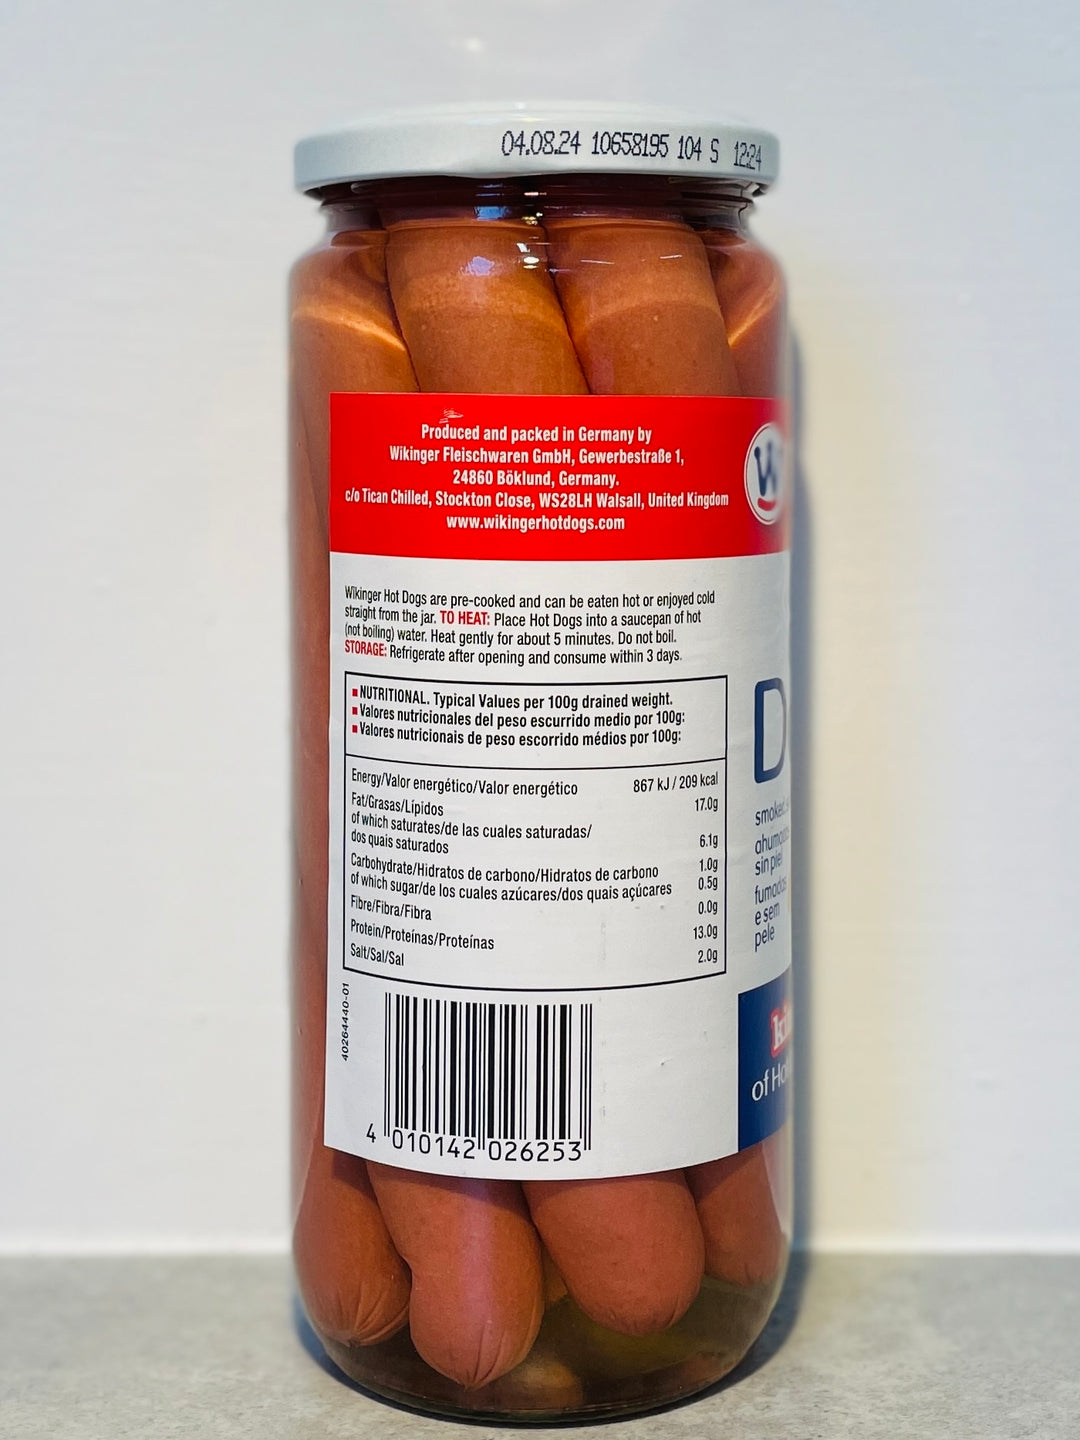 04.08.24 10658195 104 S 12:24
Produced and packed in Germany by
Wikinger Fleischwaren GmbH, Gewerbestraße 1,
24860 Böklund, Germany.
c/o Tican Chilled, Stockton Close, WS28LH Walsall, United Kingdom
www.wikingerhotdogs.com
Wikinger Hot Dogs are pre-cooked and can be eaten hot or enjoyed cold
straight from the jar. TO HEAT: Place Hot Dogs into a saucepan of hot
(not boiling) water. Heat gently for about 5 minutes. Do not boil.
STORAGE: Refrigerate after opening and consume within 3 days.
NUTRITIONAL. Typical Values per 100g drained weight.
Valores nutricionales del peso escurrido medio por 100g:
Valores nutricionais de peso escorrido médios por 100g:
Energy/Valor energético/Valor energético 867 kJ / 209 kcal
Fat/Grasas/Lípidos 17.0g
of which saturates/de las cuales saturadas/
dos quais saturados 6.1g
Carbohydrate/Hidratos de carbono/Hidratos de carbono 1.0g
of which sugar/de los cuales azúcares/dos quais açúcares 0.5g
Fibre/Fibra/Fibra 0.0g
Protein/Proteínas/Proteínas 13.0g
Salt/Sal/Sal 2.0g
40264440-01
4 010142 026253
W
D
sin piel
e sem
pele
of